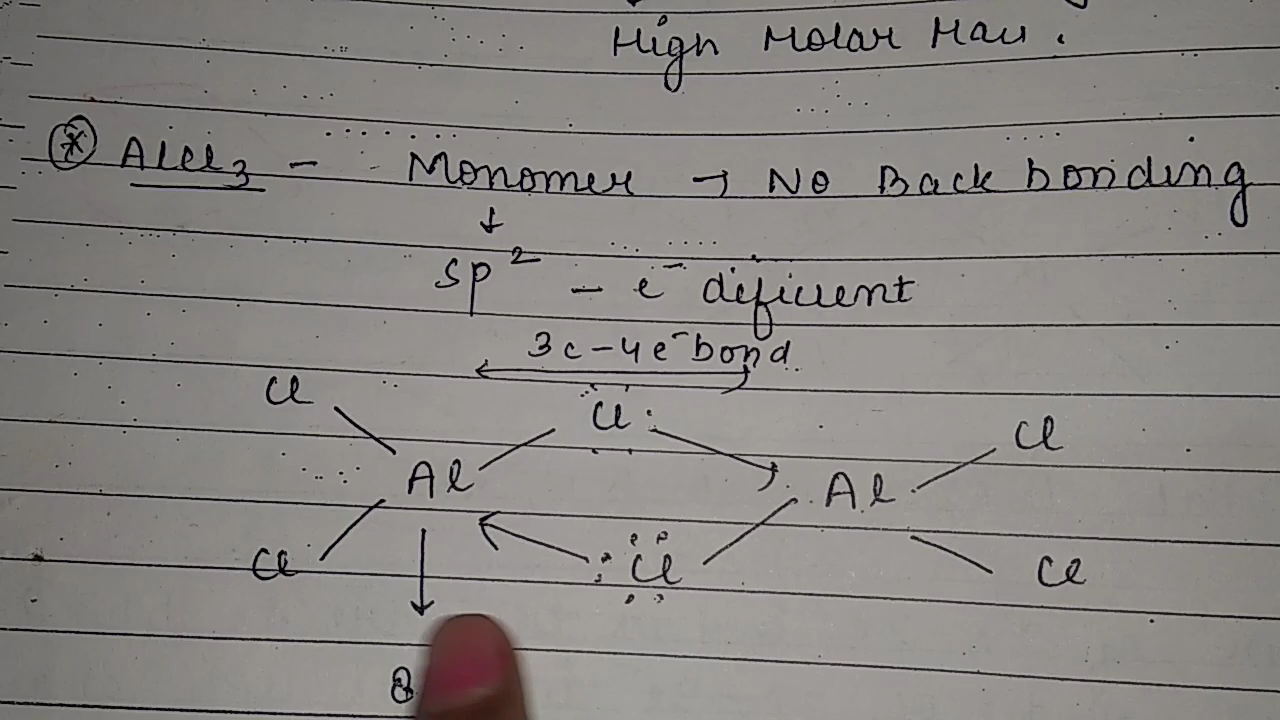 High Molar Mass.
* AlCl3 - Monomer → No Back bonding
↓
sp² - e⁻ deficient
3c-4e⁻ bond
Cl Cl Cl
Al Al
Cl Cl Cl
8